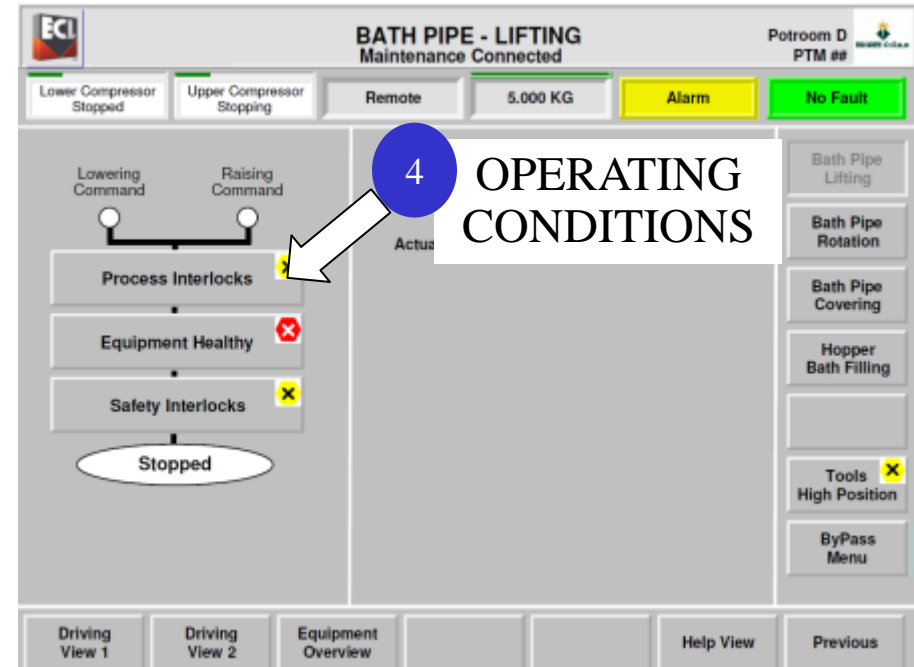 ECL
BATH PIPE - LIFTING
Maintenance Connected
Potroom D
PTM ##
Lower Compressor
Stopped
Upper Compressor
Stopping
Remote
5.000 KG
Alarm
No Fault
Lowering
Command
Raising
Command
4
OPERATING
CONDITIONS
Process Interlocks
Equipment Healthy
Safety Interlocks
Stopped
Bath Pipe
Lifting
Bath Pipe
Rotation
Bath Pipe
Covering
Hopper
Bath Filling
Tools
High Position
ByPass
Menu
Driving
View 1
Driving
View 2
Equipment
Overview
Help View
Previous